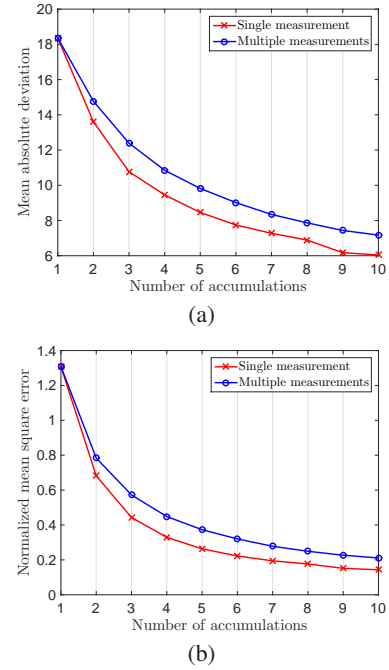 20
18
16
14
12
10
8
6
Mean absolute deviation
Single measurement
Multiple measurements
1 2 3 4 5 6 7 8 9 10
Number of accumulations
(a)
1.4
1.2
1
0.8
0.6
0.4
0.2
0
Normalized mean square error
Single measurement
Multiple measurements
1 2 3 4 5 6 7 8 9 10
Number of accumulations
(b)